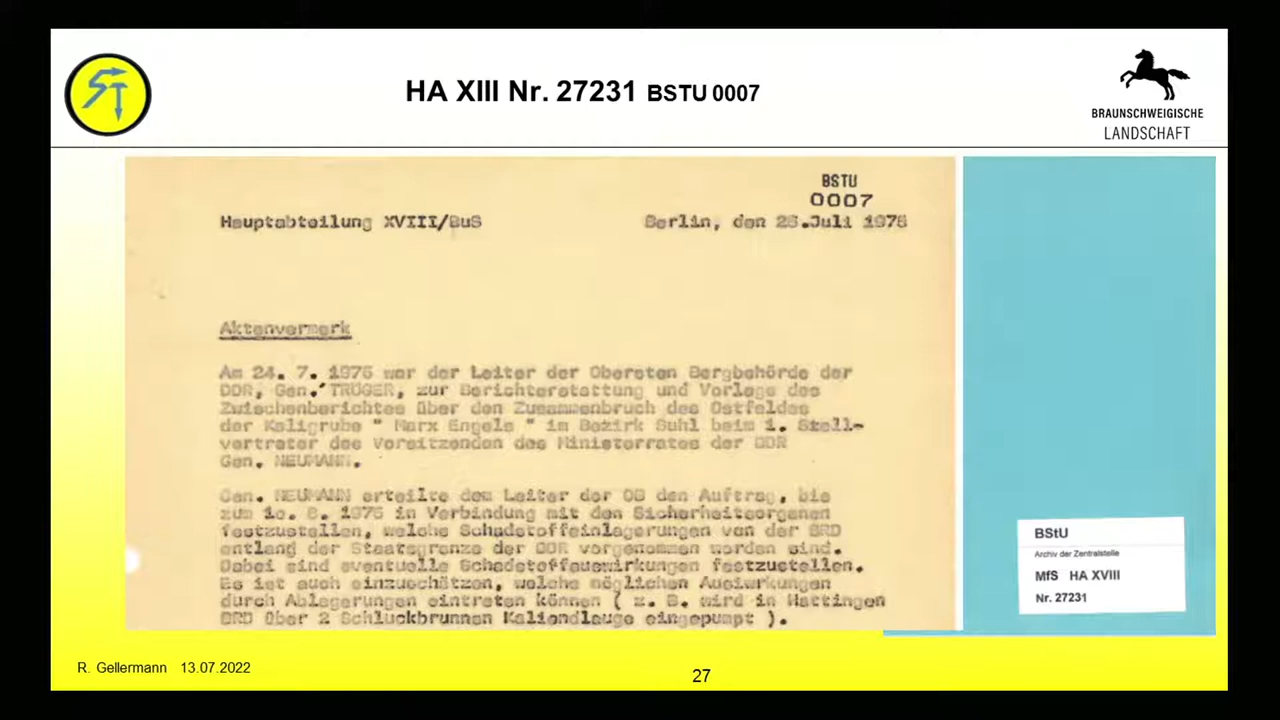 HA XIII Nr. 27231 BSTU 0007
BRAUNSCHWEIGISCHE
LANDSCHAFT
BSTU
0007
Hauptabteilung XVIII/BuS
Berlin, den 28.Juli 1975
Aktenvermerk
Am 24. 7. 1975 war der Leiter der Obersten Bergbehörde der
DDR, Gen. TRÜGER, zur Berichterstattung und Vorlage des
Zwischenberichtes über den Zusammenbruch des Ostfeldes
der Kaligrube " Marx Engels " im Bezirk Suhl beim 1. Stell-
vertreter des Vorsitzenden des Ministerrates der DDR
Gen. NEUMANN.
Gen. NEUMANN erteilte dem Leiter der OB den Auftrag, bis
zum 10. 8. 1975 in Verbindung mit den Sicherheitsorganen
festzustellen, welche Schadstoffeinlagerungen von der BRD
entlang der Staatsgrenze der DDR vorgenommen worden sind.
Dabei sind eventuelle Schadstoffauswirkungen festzustellen.
Es ist auch einzuschätzen, welche möglichen Auswirkungen
durch Ablagerungen eintreten können ( z. B. wird in Hattingen
BRD über 2 Schluckbrunnen Kaliendlauge eingepumpt ).
BStU
Archiv der Zentralstelle
MfS HA XVIII
Nr. 27231
R. Gellermann 13.07.2022
27